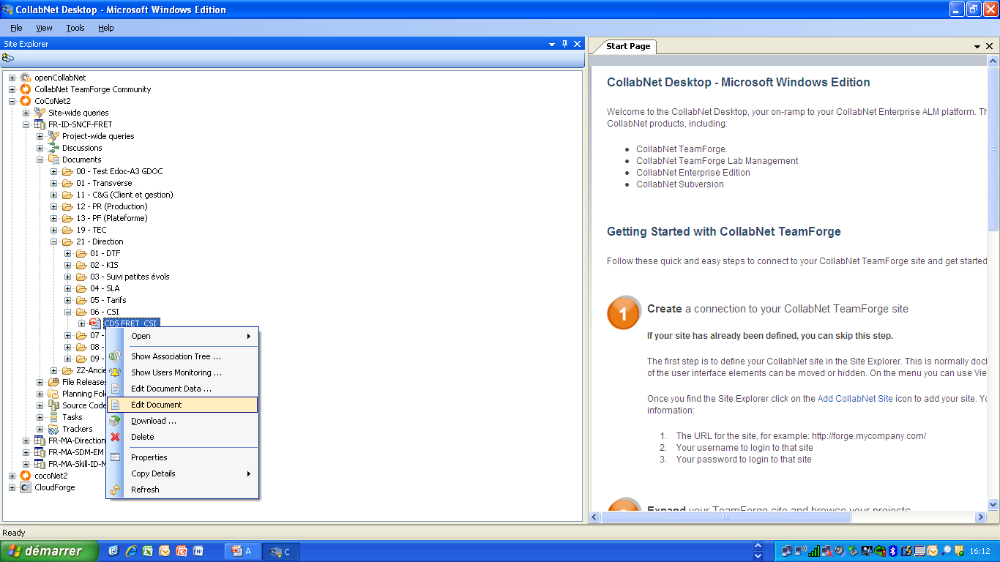 CollabNet Desktop - Microsoft Windows Edition
File View Tools Help
Site Explorer
openCollabNet
CollabNet TeamForge Community
CoCoNet2
Site-wide queries
FR-ID-SNCF-FRET
Project-wide queries
Discussions
Documents
00 - Test Edoc-A3 GDOC
01 - Transverse
11 - C&G (Client et gestion)
12 - PR (Production)
13 - PF (Plateforme)
19 - TEC
21 - Direction
01 - DTF
02 - KIS
03 - Suivi petites évols
04 - SLA
05 - Tarifs
06 - CSI
CDS FRET_CSI
07 -
08 -
09 -
ZZ-Ancie
File Releases
Planning Fol
Source Code
Tasks
Trackers
FR-MA-Direction
FR-MA-SDM-EM
FR-MA-Skill-ID-M
cocoNet2
CF CloudForge
Open
Show Association Tree ...
Show Users Monitoring ...
Edit Document Data ...
Edit Document
Download ...
Delete
Properties
Copy Details
Refresh
Start Page
CollabNet Desktop - Microsoft Windows Edition
Welcome to the CollabNet Desktop, your on-ramp to your CollabNet Enterprise ALM platform. Th
CollabNet products, including:
CollabNet TeamForge.
CollabNet TeamForge Lab Management
CollabNet Enterprise Edition
CollabNet Subversion
Getting Started with CollabNet TeamForge
Follow these quick and easy steps to connect to your CollabNet TeamForge site and get started
1 Create a connection to your CollabNet TeamForge site
If your site has already been defined, you can skip this step.
The first step is to define your CollabNet site in the Site Explorer. This is normally doc
of the user interface elements can be moved or hidden. On the menu you can use Vie
Once you find the Site Explorer click on the Add CollabNet Site icon to add your site. Yo
information:
1. The URL for the site, for example: http://forge.mycompany.com/
2. Your username to login to that site
3. Your password to login to that site
Expand your TeamForge site and browse your projects
Ready
démarrer A C 16:12